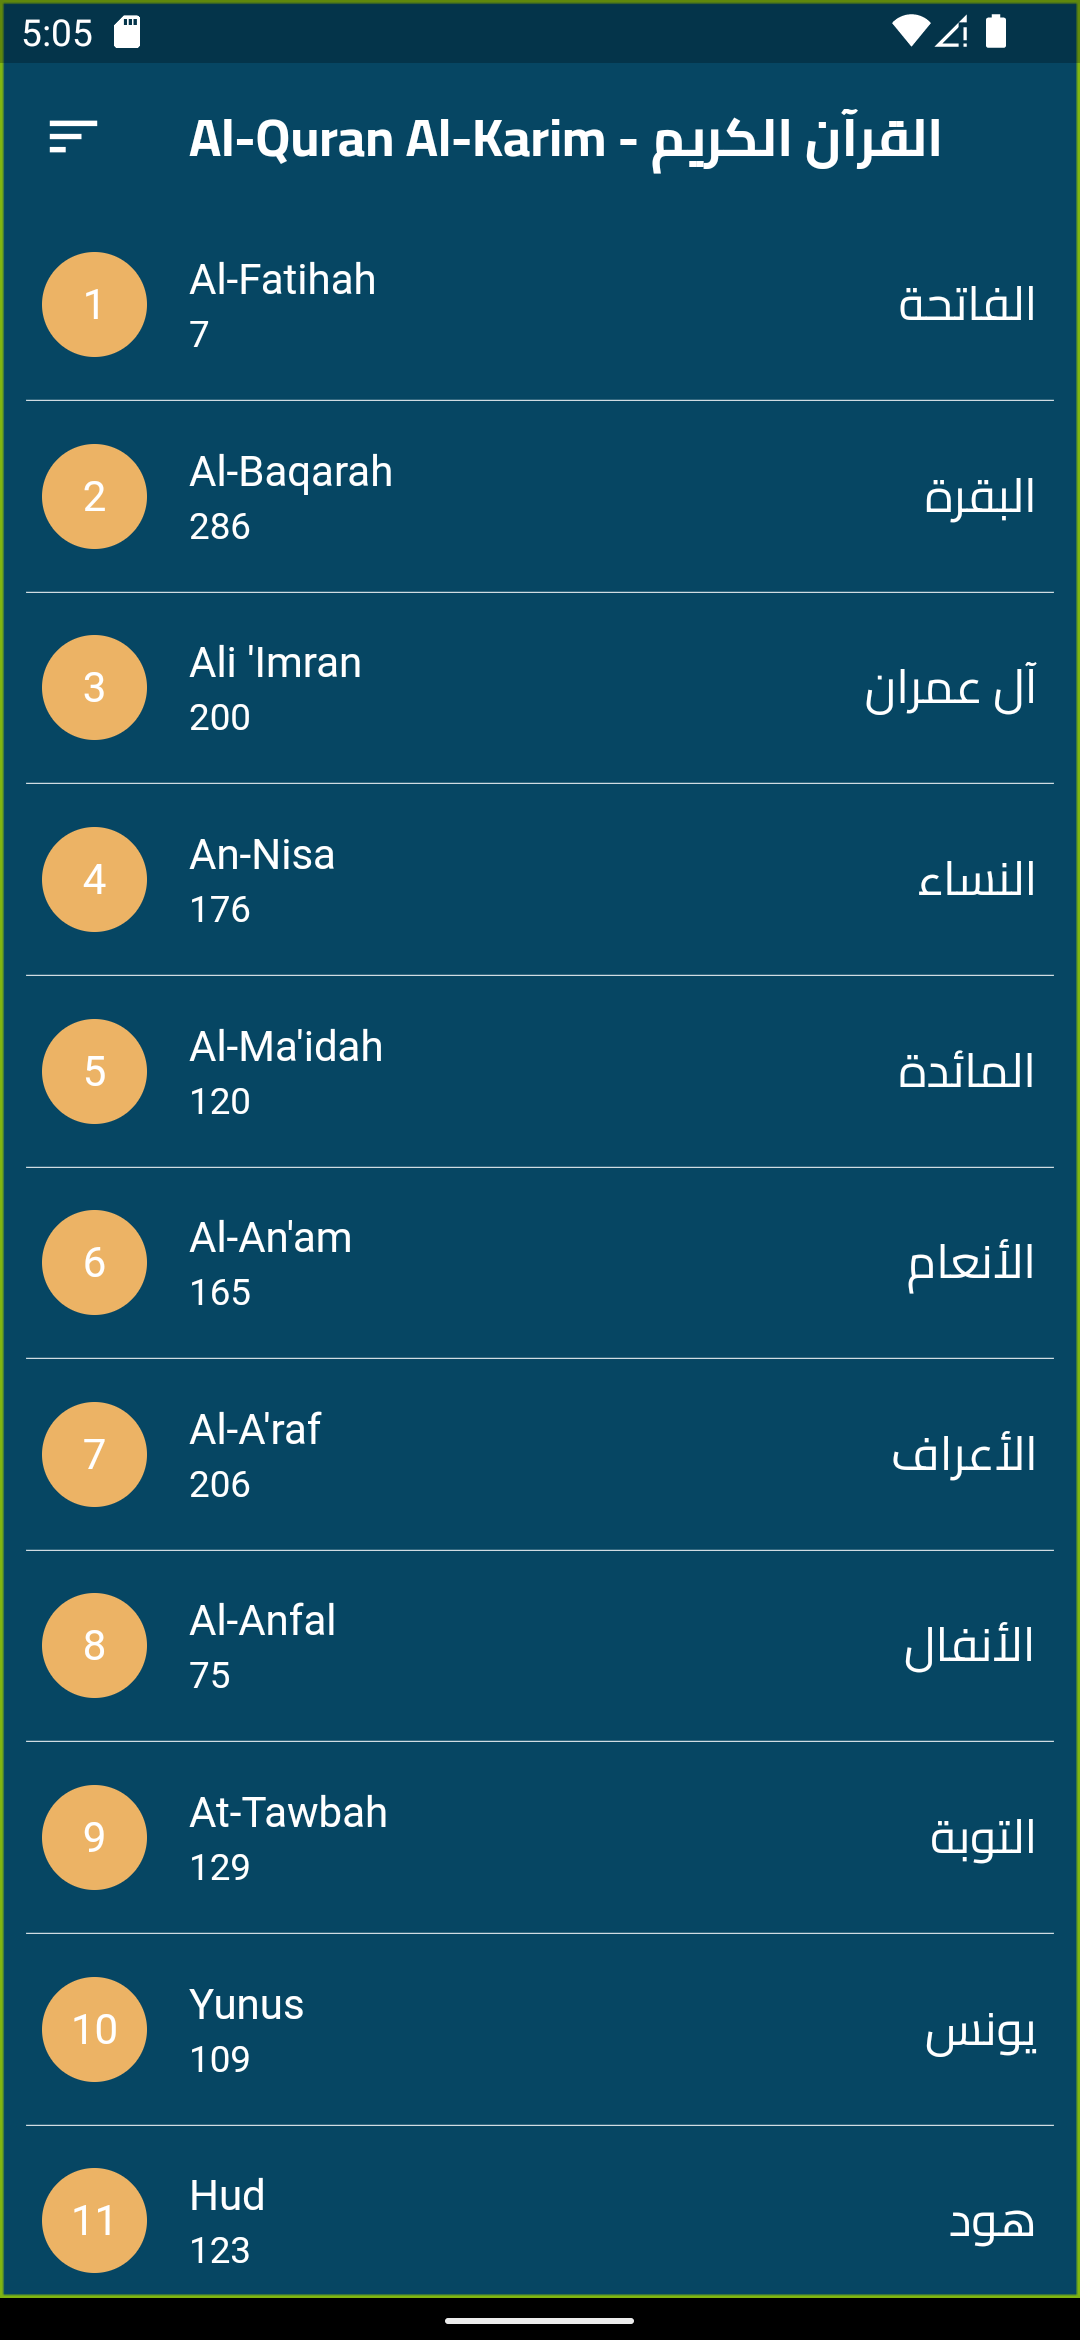 5:05
Al-Quran Al-Karim - القرآن الكريم
1
Al-Fatihah
7
الفاتحة
2
Al-Baqarah
286
البقرة
3
Ali 'Imran
200
آل عمران
4
An-Nisa
176
النساء
5
Al-Ma'idah
120
المائدة
6
Al-An'am
165
الأنعام
7
Al-A'raf
206
الأعراف
8
Al-Anfal
75
الأنفال
9
At-Tawbah
129
التوبة
10
Yunus
109
يونس
11
Hud
123
هود